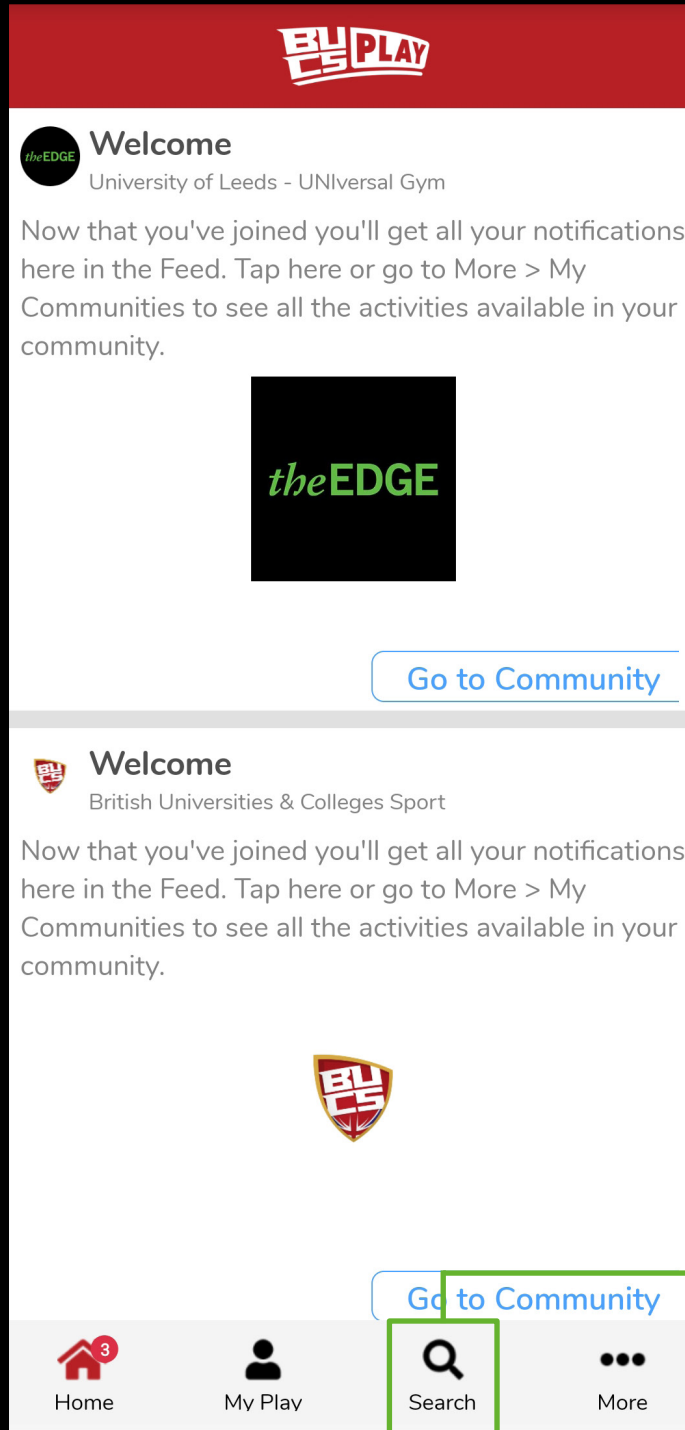 BUCS PLAY
theEDGE
Welcome
University of Leeds - UNIversal Gym
Now that you've joined you'll get all your notifications
here in the Feed. Tap here or go to More > My
Communities to see all the activities available in your
community.
theEDGE
Go to Community
BUCS
Welcome
British Universities & Colleges Sport
Now that you've joined you'll get all your notifications
here in the Feed. Tap here or go to More > My
Communities to see all the activities available in your
community.
BUCS
Go to Community
3
Home
My Play
Search
More